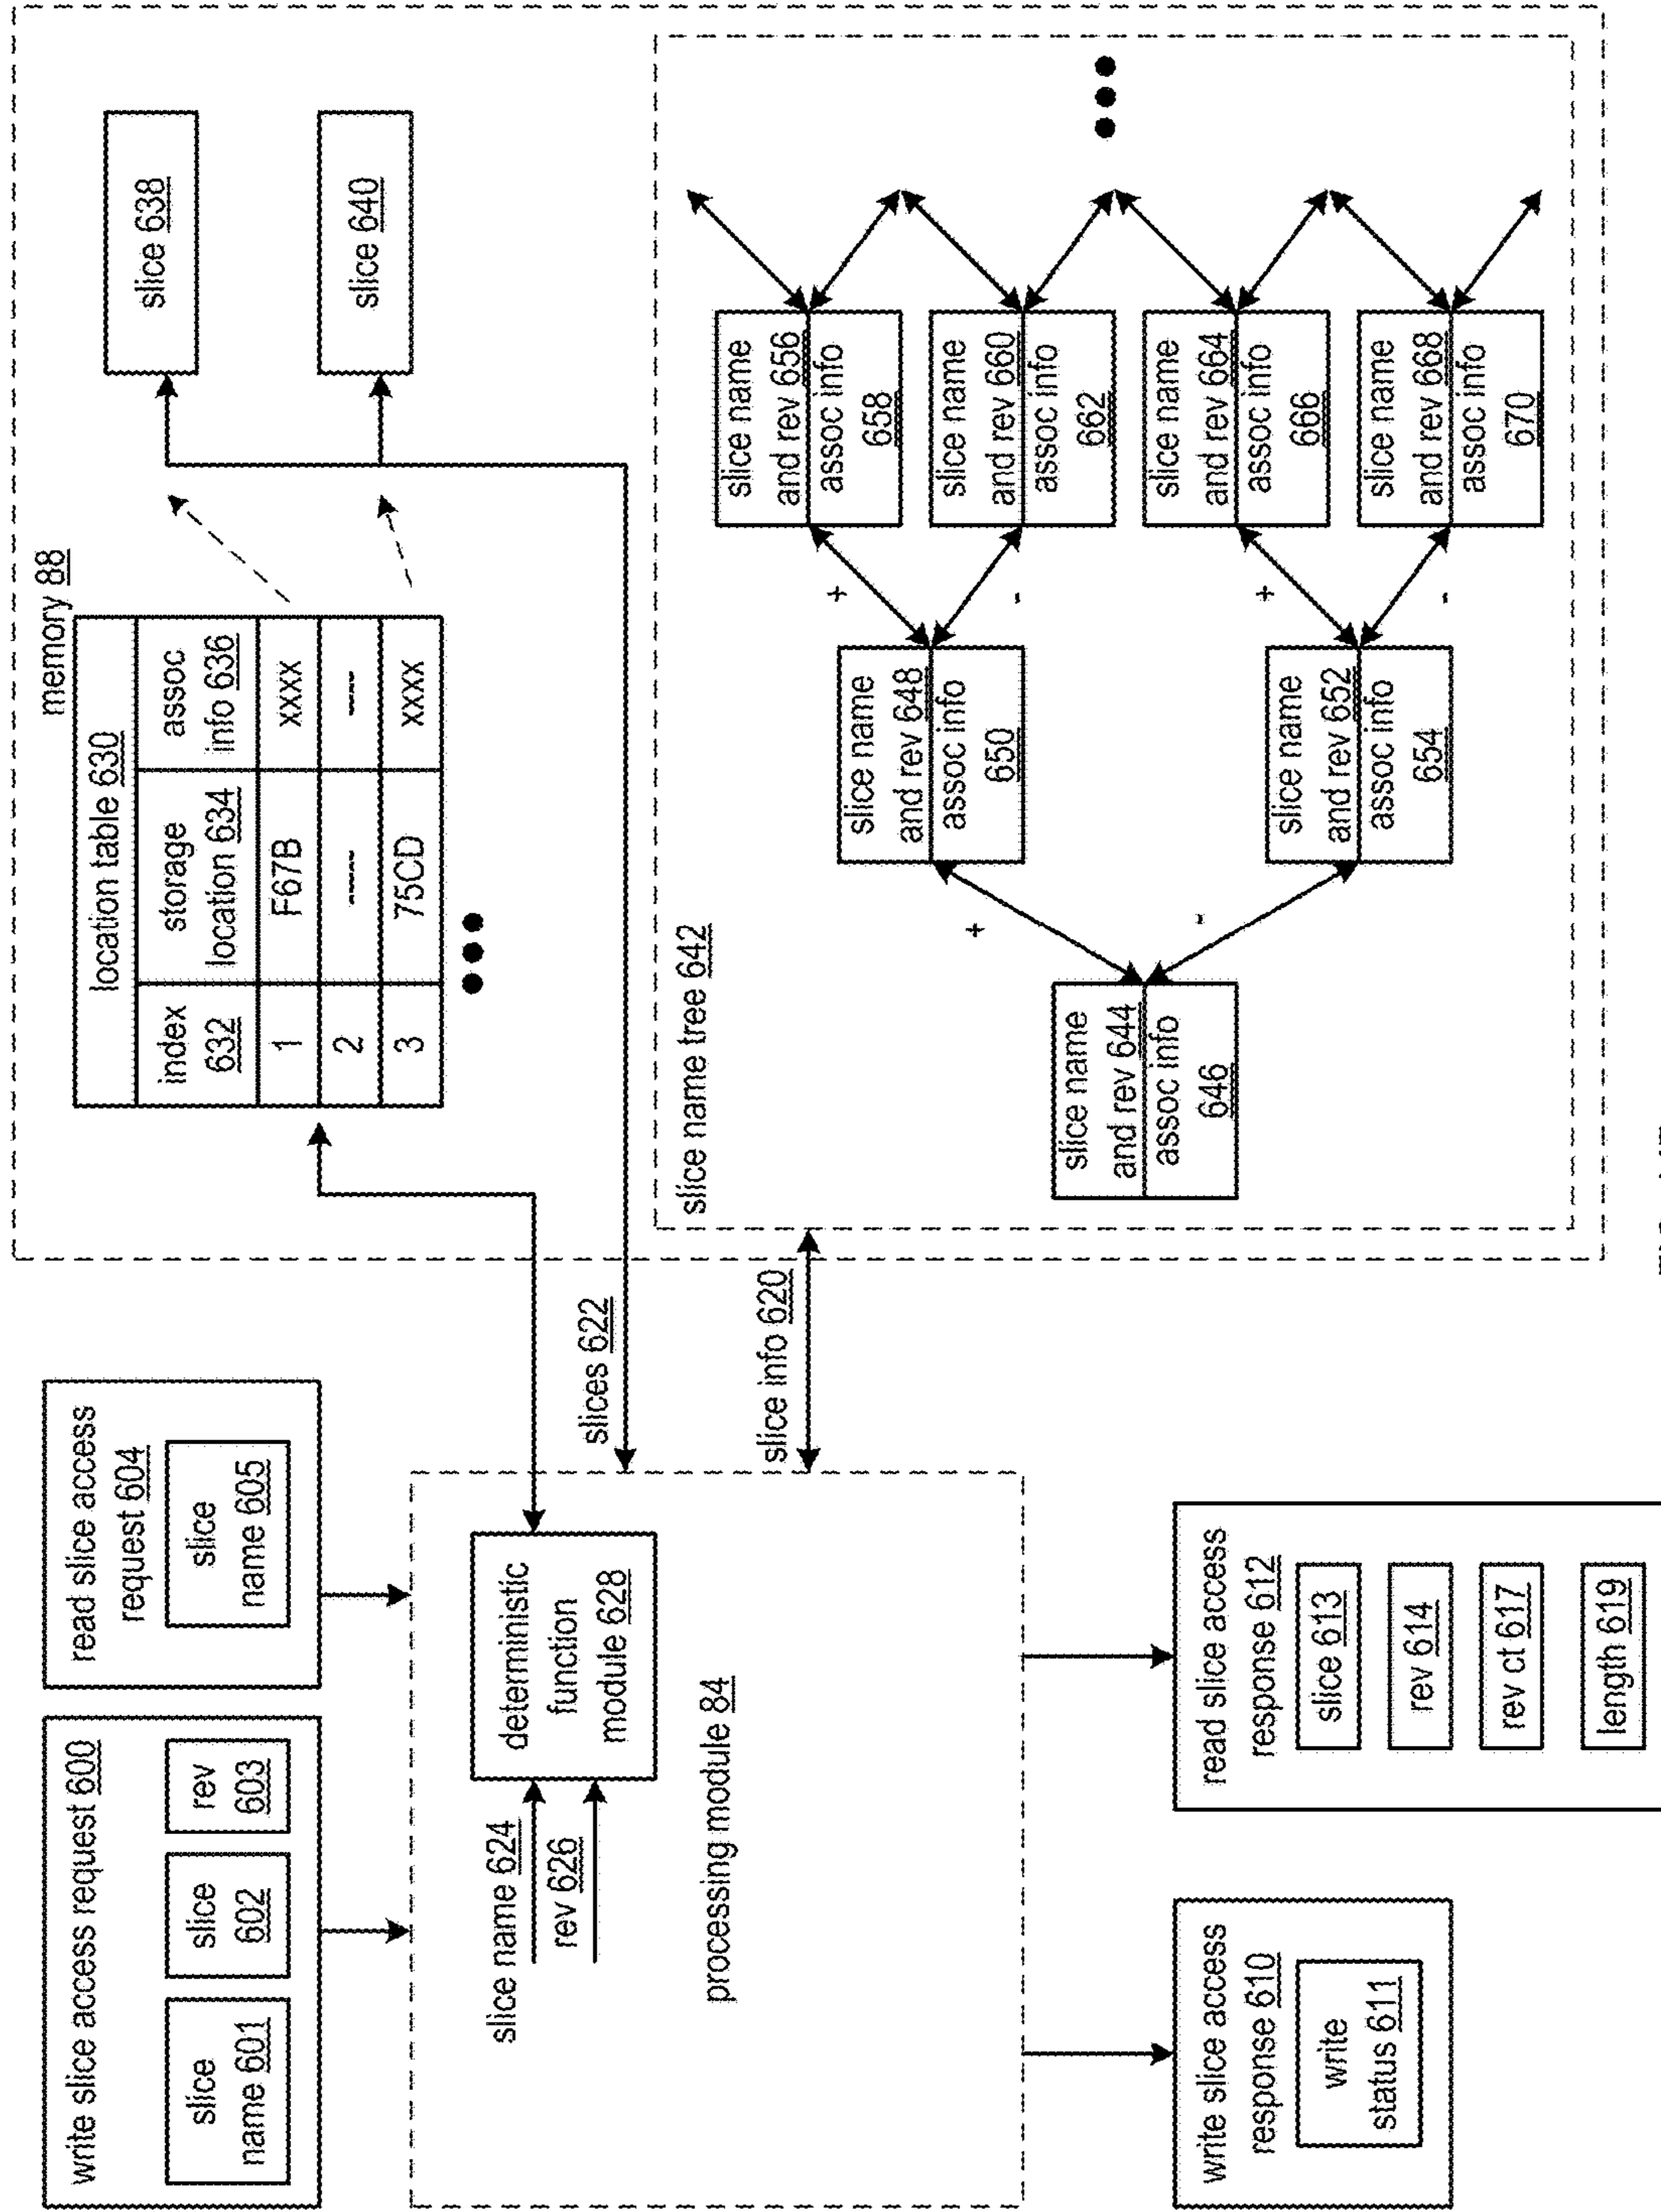 write slice access request 600
slice
name 601
slice
602
rev
603
read slice access
request 604
slice
name 605
slice name 624
rev 626
deterministic
function
module 628
processing module 84
slices 622
slice info 620
write slice access
response 610
write
status 611
read slice access
response 612
slice 613
rev 614
rev ct 617
length 619
memory 88
location table 630
index
632
storage
location 634
assoc
info 636
1
F67B
xxxx
2
----
----
3
75CD
xxxx
slice 638
slice 640
slice name tree 642
slice name
and rev 644
assoc info
646
+
-
slice name
and rev 648
assoc info
650
slice name
and rev 652
assoc info
654
+
-
+
-
slice name
and rev 656
assoc info
658
slice name
and rev 660
assoc info
662
slice name
and rev 664
assoc info
666
slice name
and rev 668
assoc info
670